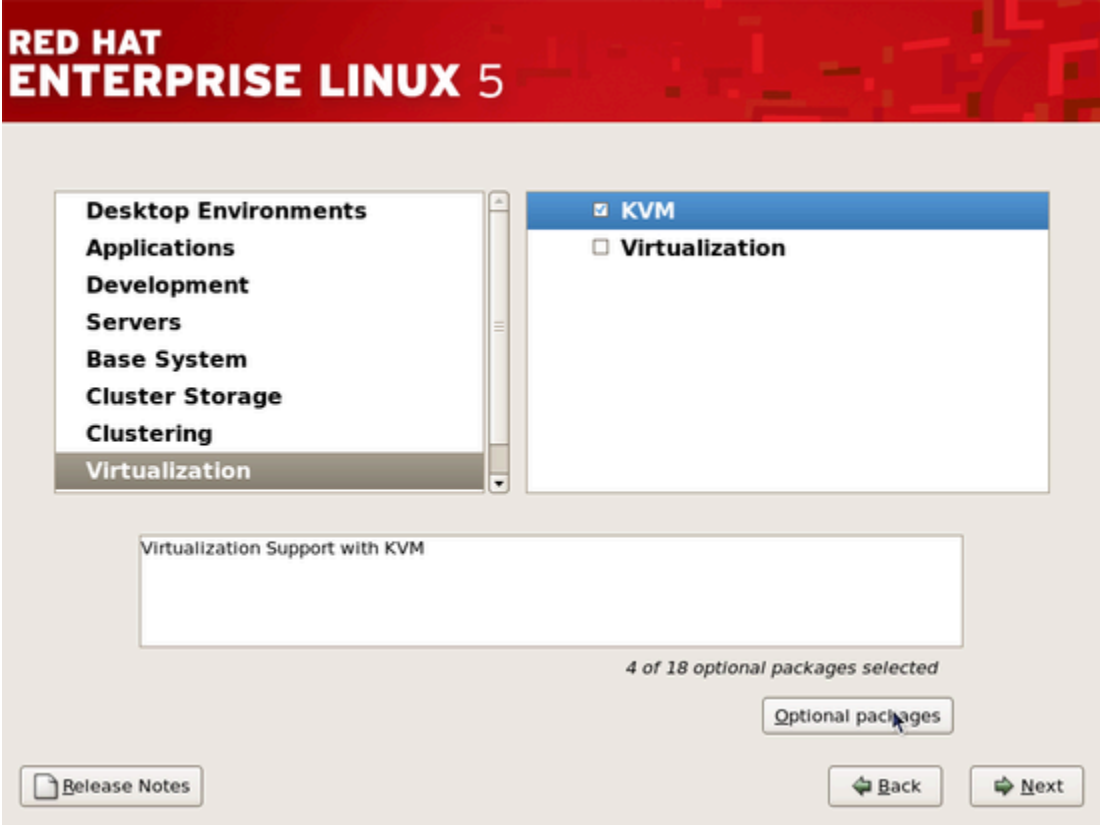 RED HAT
ENTERPRISE LINUX 5
Desktop Environments
Applications
Development
Servers
Base System
Cluster Storage
Clustering
Virtualization
KVM
Virtualization
Virtualization Support with KVM
4 of 18 optional packages selected
Optional packages
Release Notes
Back
Next